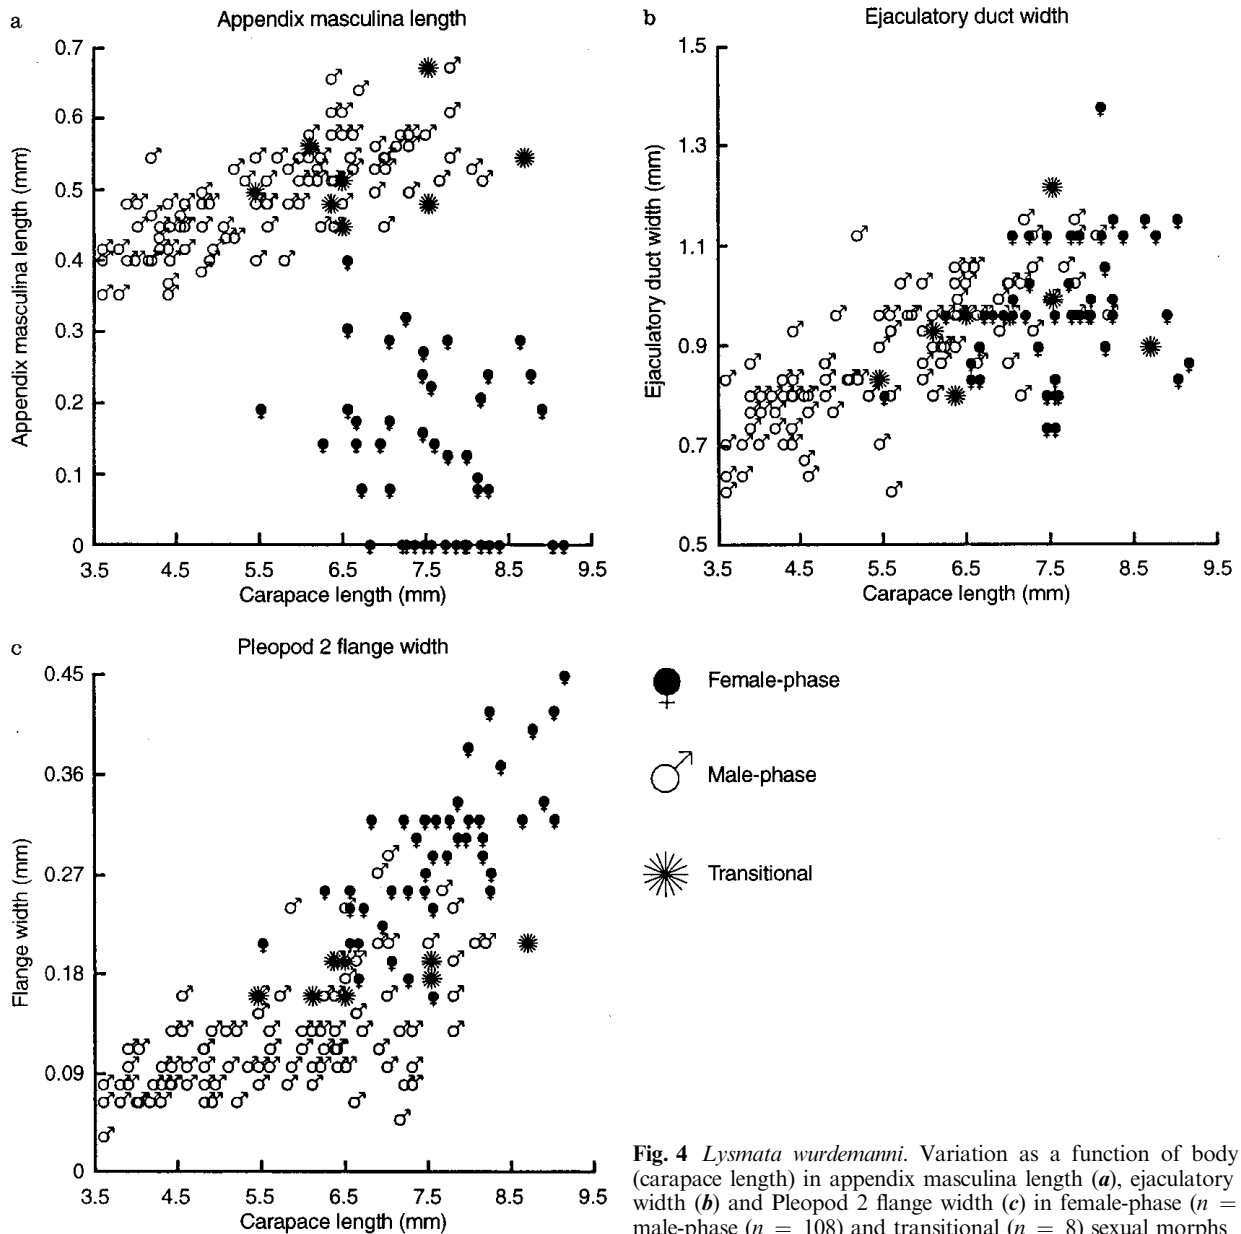 a
Appendix masculina length
0.7
0.6
0.5
0.4
0.3
0.2
0.1
0
Appendix masculina length (mm)
3.5 4.5 5.5 6.5 7.5 8.5 9.5
Carapace length (mm)
b
Ejaculatory duct width
1.5
1.3
1.1
0.9
0.7
0.5
Ejaculatory duct width (mm)
3.5 4.5 5.5 6.5 7.5 8.5 9.5
Carapace length (mm)
c
Pleopod 2 flange width
0.45
0.36
0.27
0.18
0.09
0
Flange width (mm)
3.5 4.5 5.5 6.5 7.5 8.5 9.5
Carapace length (mm)
Female-phase
Male-phase
Transitional
Fig. 4 Lysmata wurdemanni. Variation as a function of body
(carapace length) in appendix masculina length (a), ejaculatory
width (b) and Pleopod 2 flange width (c) in female-phase (n =
male-phase (n = 108) and transitional (n = 8) sexual morphs